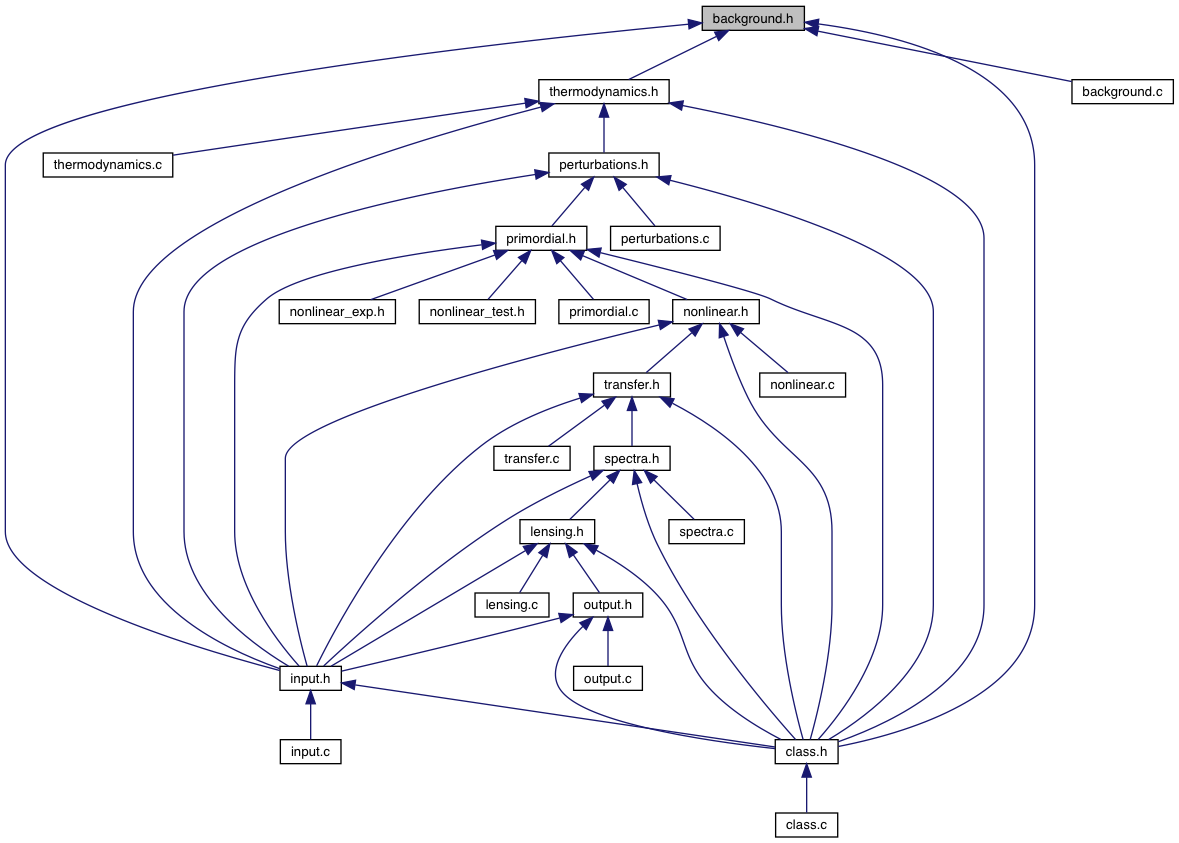 background.h
thermodynamics.h
background.c
thermodynamics.c
perturbations.h
primordial.h
perturbations.c
nonlinear_exp.h
nonlinear_test.h
primordial.c
nonlinear.h
transfer.h
nonlinear.c
transfer.c
spectra.h
lensing.h
spectra.c
lensing.c
output.h
input.h
output.c
input.c
class.h
class.c